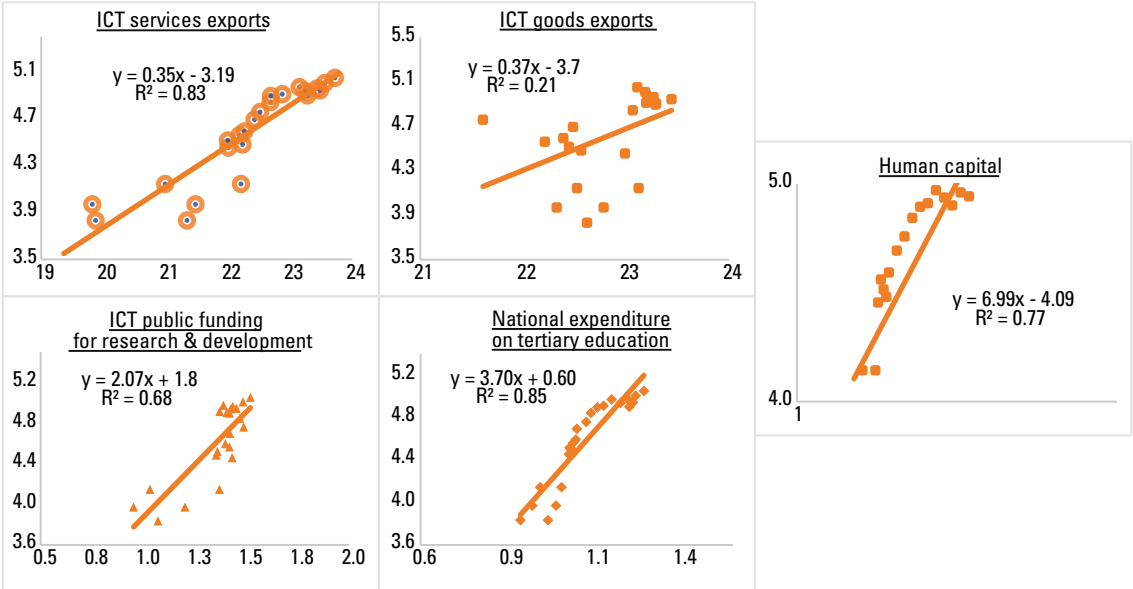 ICT services exports
5.1
4.7
4.3
3.9
3.5
y = 0.35x - 3.19
R² = 0.83
19
20
21
22
23
24
ICT goods exports
5.5
5.1
4.7
4.3
3.9
3.5
y = 0.37x - 3.7
R² = 0.21
21
22
23
24
Human capital
5.0
4.0
y = 6.99x - 4.09
R² = 0.77
1
ICT public funding
for research & development
5.2
4.8
4.4
4.0
3.6
y = 2.07x + 1.8
R² = 0.68
0.5
0.8
1.0
1.3
1.5
1.8
2.0
National expenditure
on tertiary education
5.2
4.8
4.4
4.0
3.6
y = 3.70x + 0.60
R² = 0.85
0.6
0.9
1.1
1.4